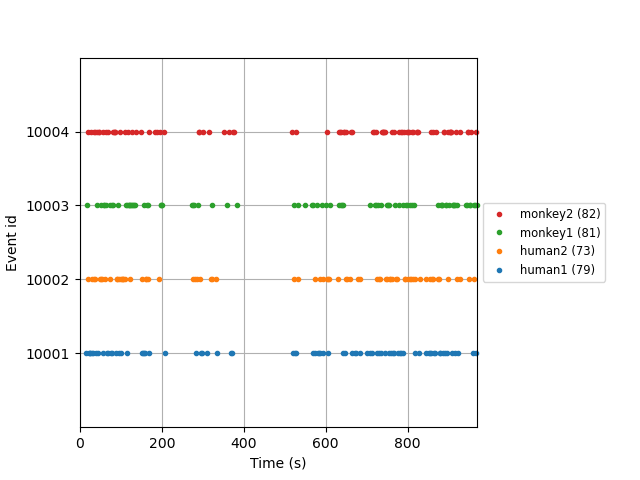 Event id
10004
10003
10002
10001
0 200 400 600 800
Time (s)
monkey2 (82)
monkey1 (81)
human2 (73)
human1 (79)